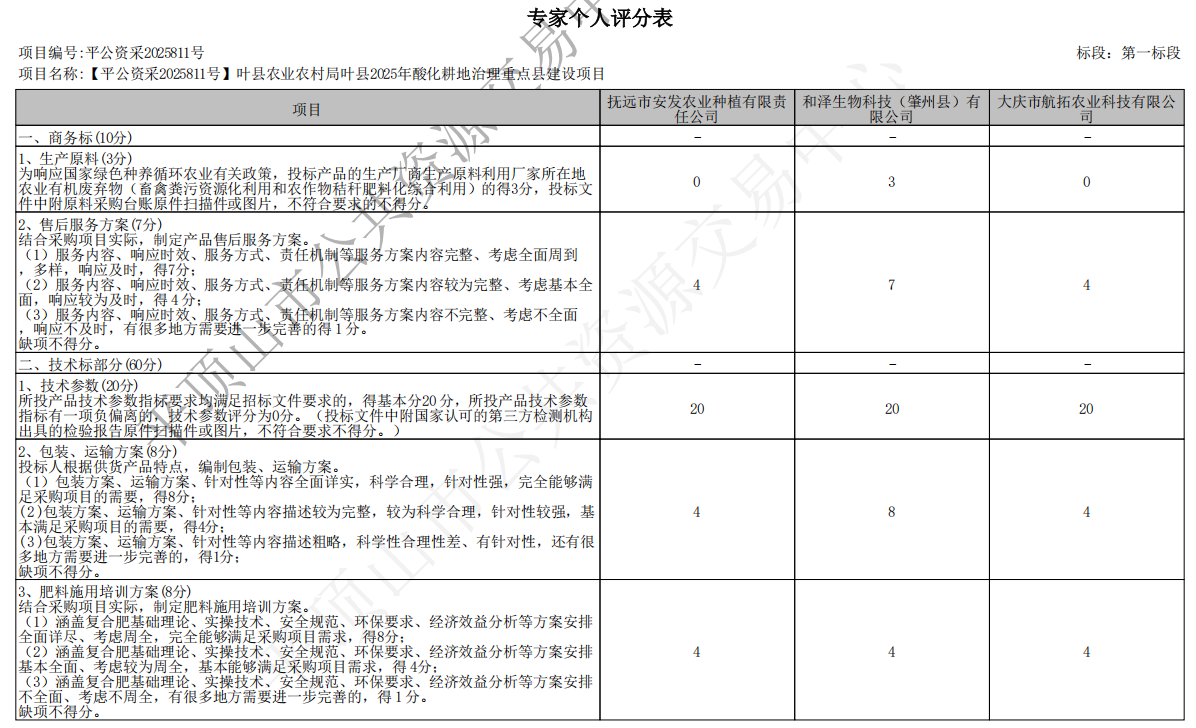 专家个人评分表
项目编号:平公资采2025811号
标段：第一标段
项目名称:【平公资采2025811号】叶县农业农村局叶县2025年酸化耕地治理重点县建设项目
项目
抚远市安发农业种植有限责
任公司
和泽生物科技（肇州县）有
限公司
大庆市航拓农业科技有限公
司
一、商务标(10分)
－
－
－
1、生产原料(3分)
为响应国家绿色种养循环农业有关政策，投标产品的生产厂商生产原料利用厂家所在地
农业有机废弃物（畜禽粪污资源化利用和农作物秸秆肥料化综合利用）的得3分，投标文
件中附原料采购台账原件扫描件或图片，不符合要求的不得分。
0
3
0
2、售后服务方案(7分)
结合采购项目实际，制定产品售后服务方案。
（1）服务内容、响应时效、服务方式、责任机制等服务方案内容完整、考虑全面周到
，多样，响应及时，得7分；
（2）服务内容、响应时效、服务方式、责任机制等服务方案内容较为完整、考虑基本全
面，响应较为及时，得 4 分；
（3）服务内容、响应时效、服务方式、责任机制等服务方案内容不完整、考虑不全面
，响应不及时，有很多地方需要进一步完善的得 1 分。
缺项不得分。
4
7
4
二、技术标部分(60分)
－
－
－
1、技术参数(20分)
所投产品技术参数指标要求均满足招标文件要求的，得基本分20 分，所投产品技术参数
指标有一项负偏离的，技术参数评分为0分。（投标文件中附国家认可的第三方检测机构
出具的检验报告原件扫描件或图片，不符合要求不得分。）
20
20
20
2、包装、运输方案(8分)
投标人根据供货产品特点，编制包装、运输方案。
（1）包装方案、运输方案、针对性等内容全面详实，科学合理，针对性强，完全能够满
足采购项目的需要，得8分；
(2)包装方案、运输方案、针对性等内容描述较为完整，较为科学合理，针对性较强，基
本满足采购项目的需要，得4分；
(3)包装方案、运输方案、针对性等内容描述粗略，科学性合理性差、有针对性，还有很
多地方需要进一步完善的，得1分；
缺项不得分。
4
8
4
3、肥料施用培训方案(8分)
结合采购项目实际，制定肥料施用培训方案。
（1）涵盖复合肥基础理论、实操技术、安全规范、环保要求、经济效益分析等方案安排
全面详尽、考虑周全，完全能够满足采购项目需求，得8分；
（2）涵盖复合肥基础理论、实操技术、安全规范、环保要求、经济效益分析等方案安排
基本全面、考虑较为周全，基本能够满足采购项目需求，得 4分；
（3）涵盖复合肥基础理论、实操技术、安全规范、环保要求、经济效益分析等方案安排
不全面、考虑不周全，有很多地方需要进一步完善的，得 1 分。
缺项不得分。
4
4
4
平顶山市公共资源交易中
平顶山市公共资源交易中心